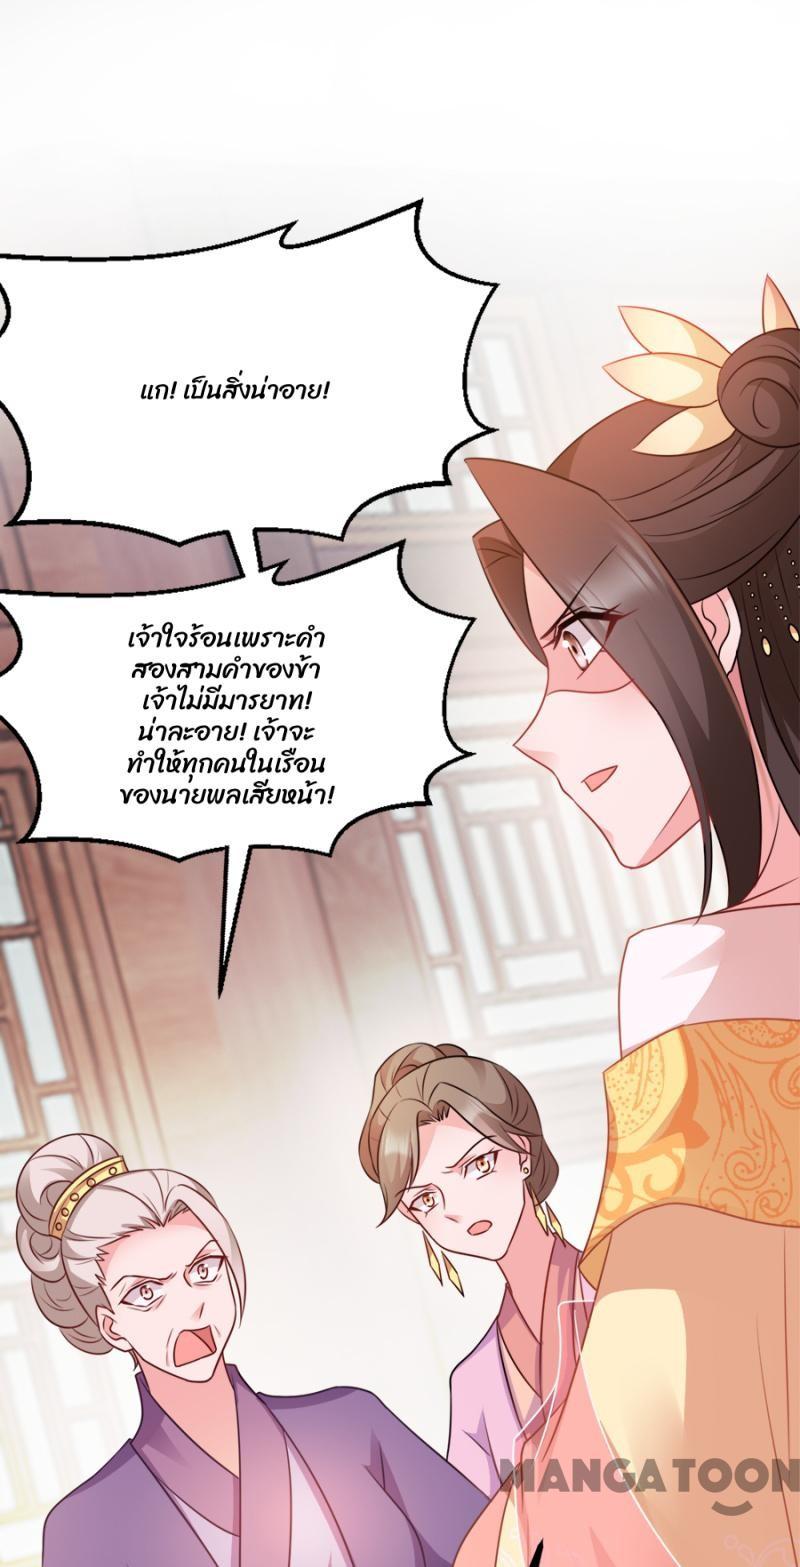 แก! เป็นสิ่งน่าอาย!
เจ้าใจร้อนเพราะคำ
สองสามคำของข้า
เจ้าไม่มีมารยาท!
น่าละอาย! เจ้าจะ
ทำให้ทุกคนในเรือน
ของนายพลเสียหน้า!
MANGATOON